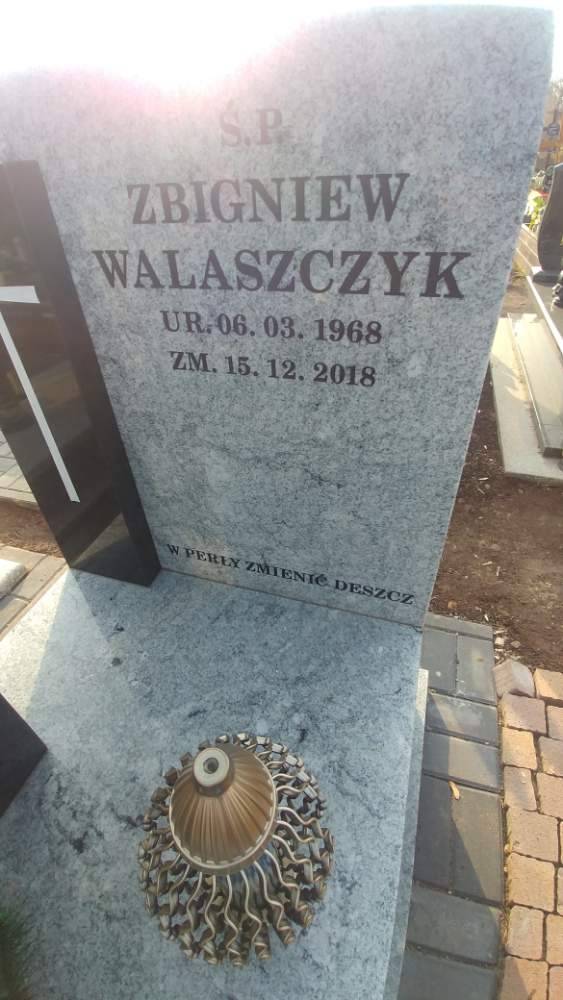 Ś.P.
ZBIGNIEW
WALASZCZYK
UR. 06. 03. 1968
ZM. 15. 12. 2018
W PERŁY ZMIENIĆ DESZCZ